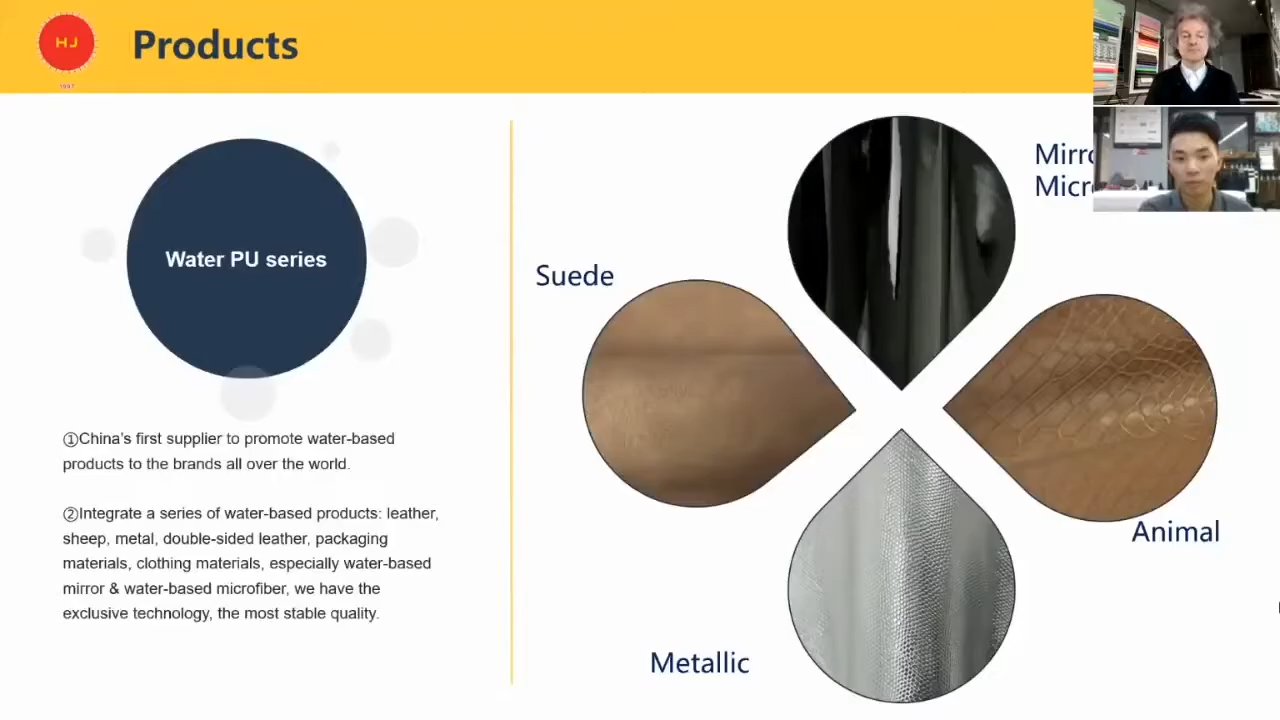 HJ
1987
Products
Water PU series
①China's first supplier to promote water-based
products to the brands all over the world.
②Integrate a series of water-based products: leather,
sheep, metal, double-sided leather, packaging
materials, clothing materials, especially water-based
mirror & water-based microfiber, we have the
exclusive technology, the most stable quality.
Suede
Animal
Metallic